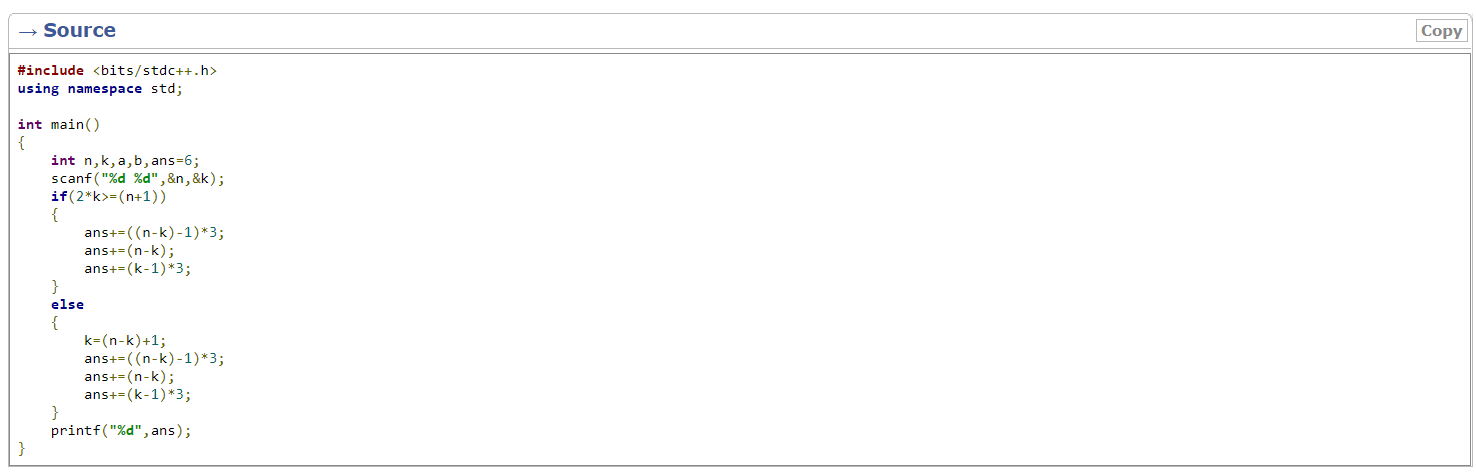 → Source
Copy
#include <bits/stdc++.h>
using namespace std;
int main()
{
    int n,k,a,b,ans=6;
    scanf("%d %d",&n,&k);
    if(2*k>=(n+1))
    {
        ans+=((n-k)-1)*3;
        ans+=(n-k);
        ans+=(k-1)*3;
    }
    else
    {
        k=(n-k)+1;
        ans+=((n-k)-1)*3;
        ans+=(n-k);
        ans+=(k-1)*3;
    }
    printf("%d",ans);
}